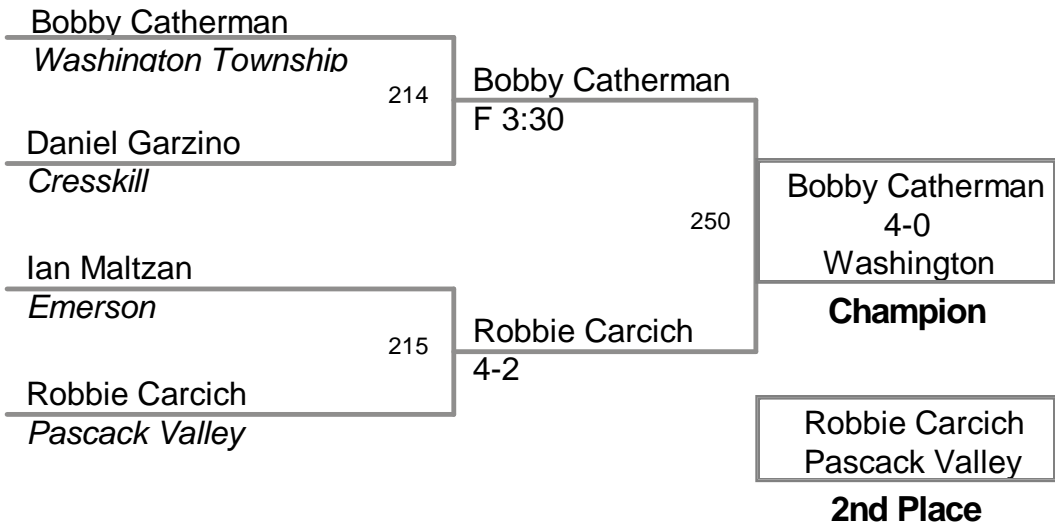 Bobby Catherman
Washington Township
214
Daniel Garzino
Cresskill
Bobby Catherman
F 3:30
Ian Maltzan
Emerson
215
Robbie Carcich
Pascack Valley
Robbie Carcich
4-2
250
Bobby Catherman
4-0
Washington
Champion
Robbie Carcich
Pascack Valley
2nd Place